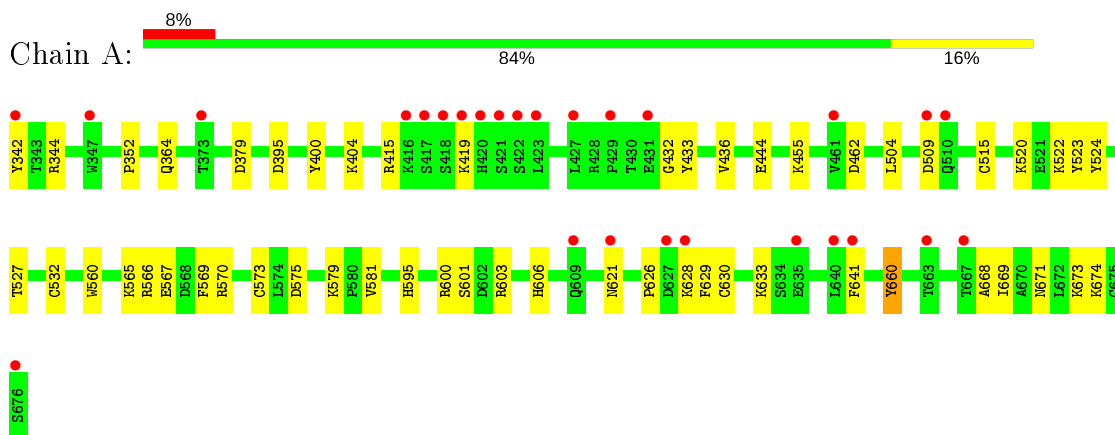 8%
Chain A:
84% 16%
Y342 T343 R344 W347 P352 Q364 T373 D379 D395 Y400 K404 R415 K416 S417 S418 K419 H420 S421 S422 L423 L427 R428 P429 T430 E431 G432 Y433 V436 E444 K455 V461 D462 L504 D509 Q510 C515 K520 E521 K522 Y523 Y524
T527 C532 W560 K565 R566 E567 D568 F569 R570 C573 L574 D575 K579 P580 V581 H595 R600 S601 D602 R603 H606 Q609 N621 P626 D627 K628 F629 C630 K633 S634 E635 L640 F641 Y660 T663 T667 A668 I669 A670 N671 L672 K673 K674
S676